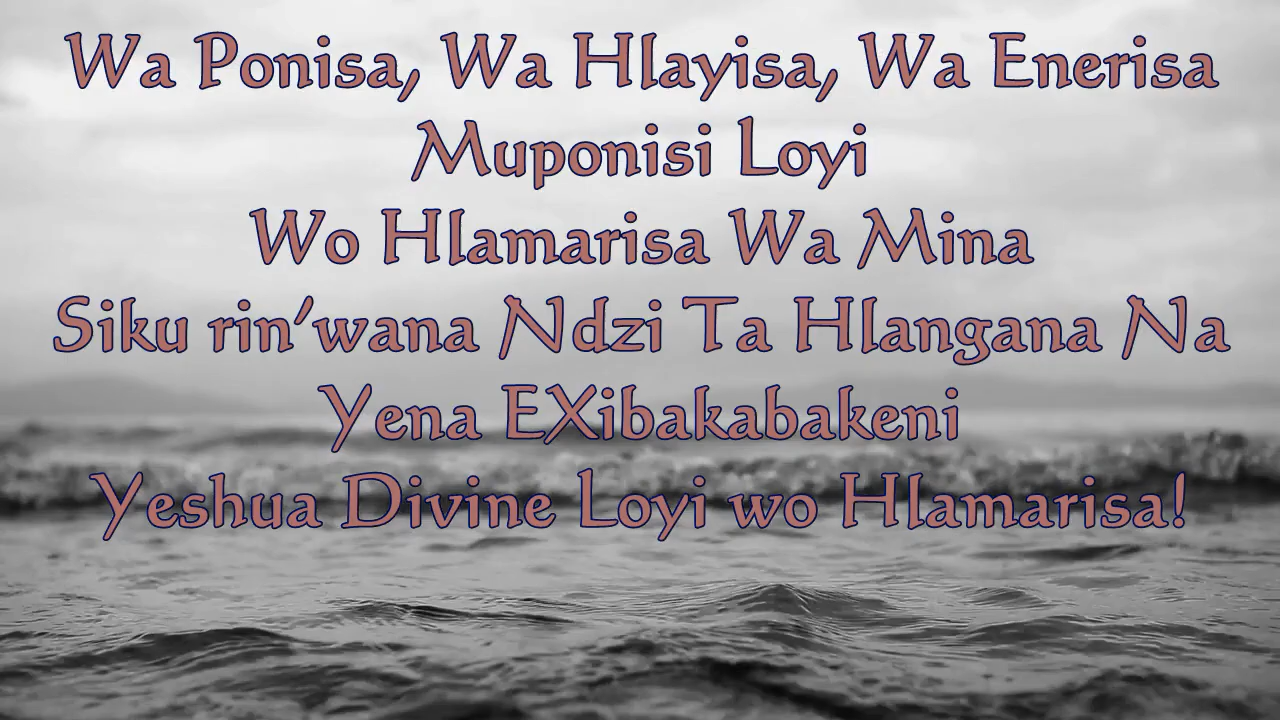 Wa Ponisa, Wa Hlayisa, Wa Enerisa
Muponisi Loyi
Wo Hlamarisa Wa Mina
Siku rin’wana Ndzi Ta Hlangana Na
Yena EXibakabakeni
Yeshua Divine Loyi wo Hlamarisa!